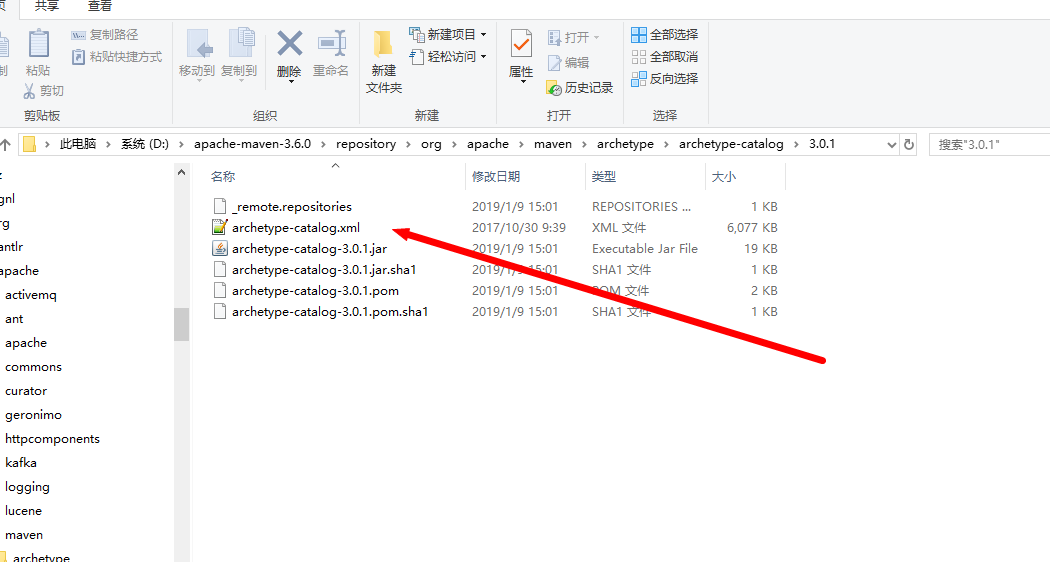 页 共享 查看
复制路径
粘贴快捷方式
粘贴
剪切
剪贴板
移动到 复制到 删除 重命名
组织
新建
文件夹
新建项目
轻松访问
新建
属性
打开
编辑
历史记录
打开
全部选择
全部取消
反向选择
选择
此电脑 > 系统 (D:) > apache-maven-3.6.0 > repository > org > apache > maven > archetype > archetype-catalog > 3.0.1
搜索"3.0.1"
名称 修改日期 类型 大小
_remote.repositories 2019/1/9 15:01 REPOSITORIES ... 1 KB
archetype-catalog.xml 2017/10/30 9:39 XML 文件 6,077 KB
archetype-catalog-3.0.1.jar 2019/1/9 15:01 Executable Jar File 19 KB
archetype-catalog-3.0.1.jar.sha1 2019/1/9 15:01 SHA1 文件 1 KB
archetype-catalog-3.0.1.pom 2019/1/9 15:01 POM 文件 2 KB
archetype-catalog-3.0.1.pom.sha1 2019/1/9 15:01 SHA1 文件 1 KB
gnl
rg
antlr
apache
activemq
ant
apache
commons
curator
geronimo
httpcomponents
kafka
logging
lucene
maven
archetype